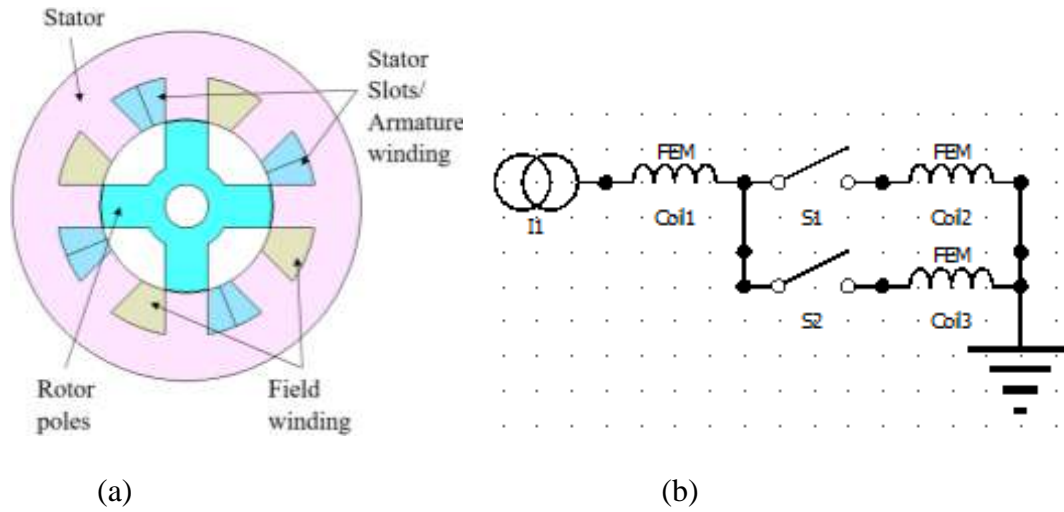 Stator
Stator
Slots/
Armature
winding
Rotor
poles
Field
winding
(a)
FEM
FEM
I1
Coil1
S1
Coil2
FEM
S2
Coil3
(b)